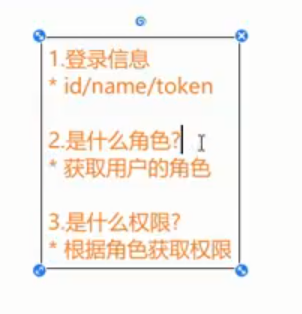 1.登录信息
* id/name/token
2.是什么角色?
* 获取用户的角色
3.是什么权限?
* 根据角色获取权限